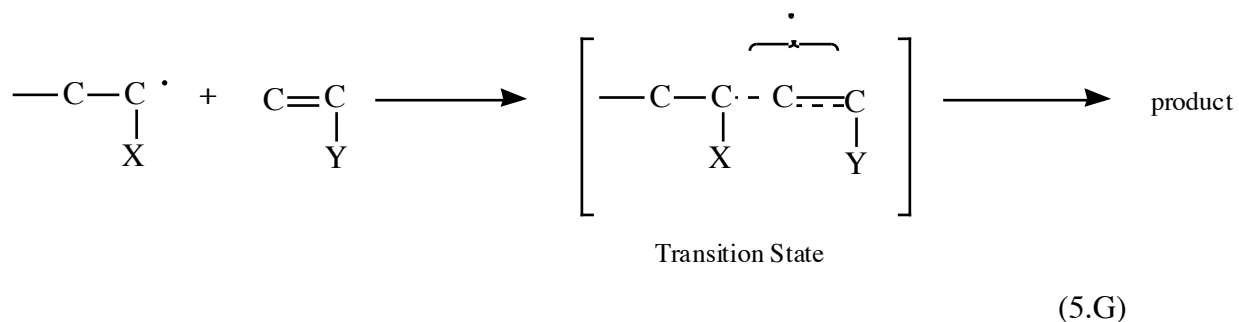 C C · + C C [ C C C C ] product
X Y X Y
Transition State
(5.G)